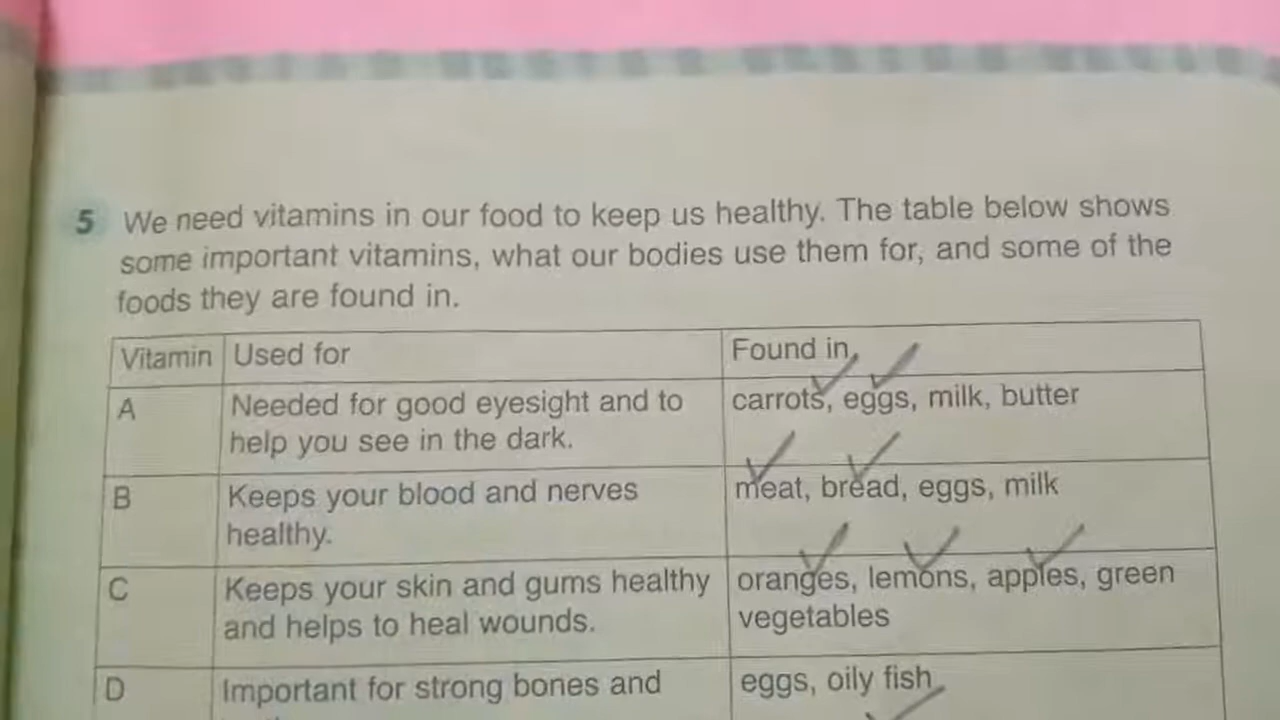 5 We need vitamins in our food to keep us healthy. The table below shows
some important vitamins, what our bodies use them for, and some of the
foods they are found in.
Vitamin Used for Found in
A Needed for good eyesight and to carrots, eggs, milk, butter
help you see in the dark.
B Keeps your blood and nerves meat, bread, eggs, milk
healthy.
C Keeps your skin and gums healthy oranges, lemons, apples, green
and helps to heal wounds. vegetables
D Important for strong bones and eggs, oily fish